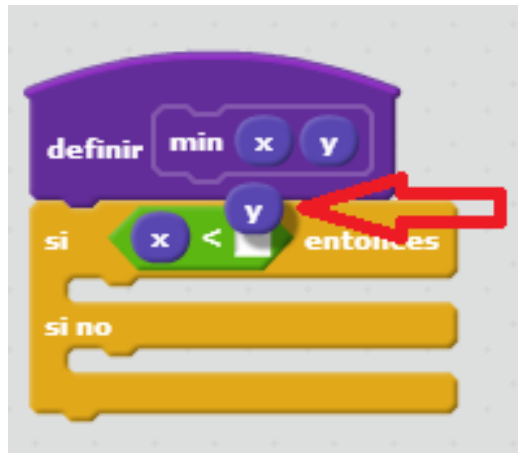 definir min x y
y
si x < entonces
si no